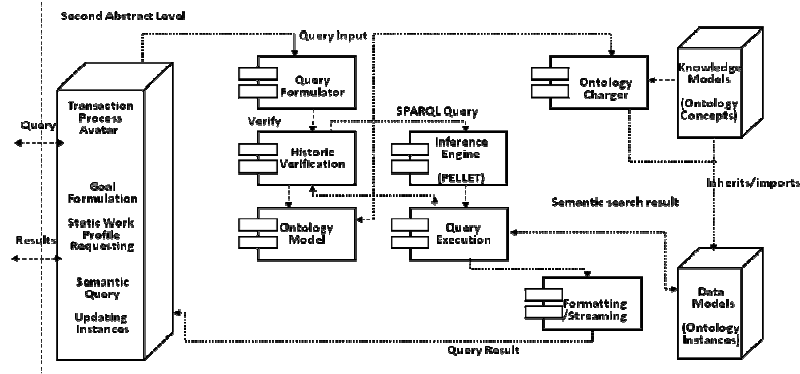 Second Abstract Level
Query Input
Transaction
Process
Avatar
Query
Goal
Formulation
Static Work
Profile
Requesting
Results
Semantic
Query
Updating
Instances
Query
Formulator
Verify
SPARQL Query
Historic
Verification
Inference
Engine
(PELLET)
Ontology
Model
Query
Execution
Ontology
Charger
Knowledge
Models
(Ontology
Concepts)
Inherits/imports
Semantic search result
Data
Models
(Ontology
Instances)
Formatting
/Streaming
Query Result